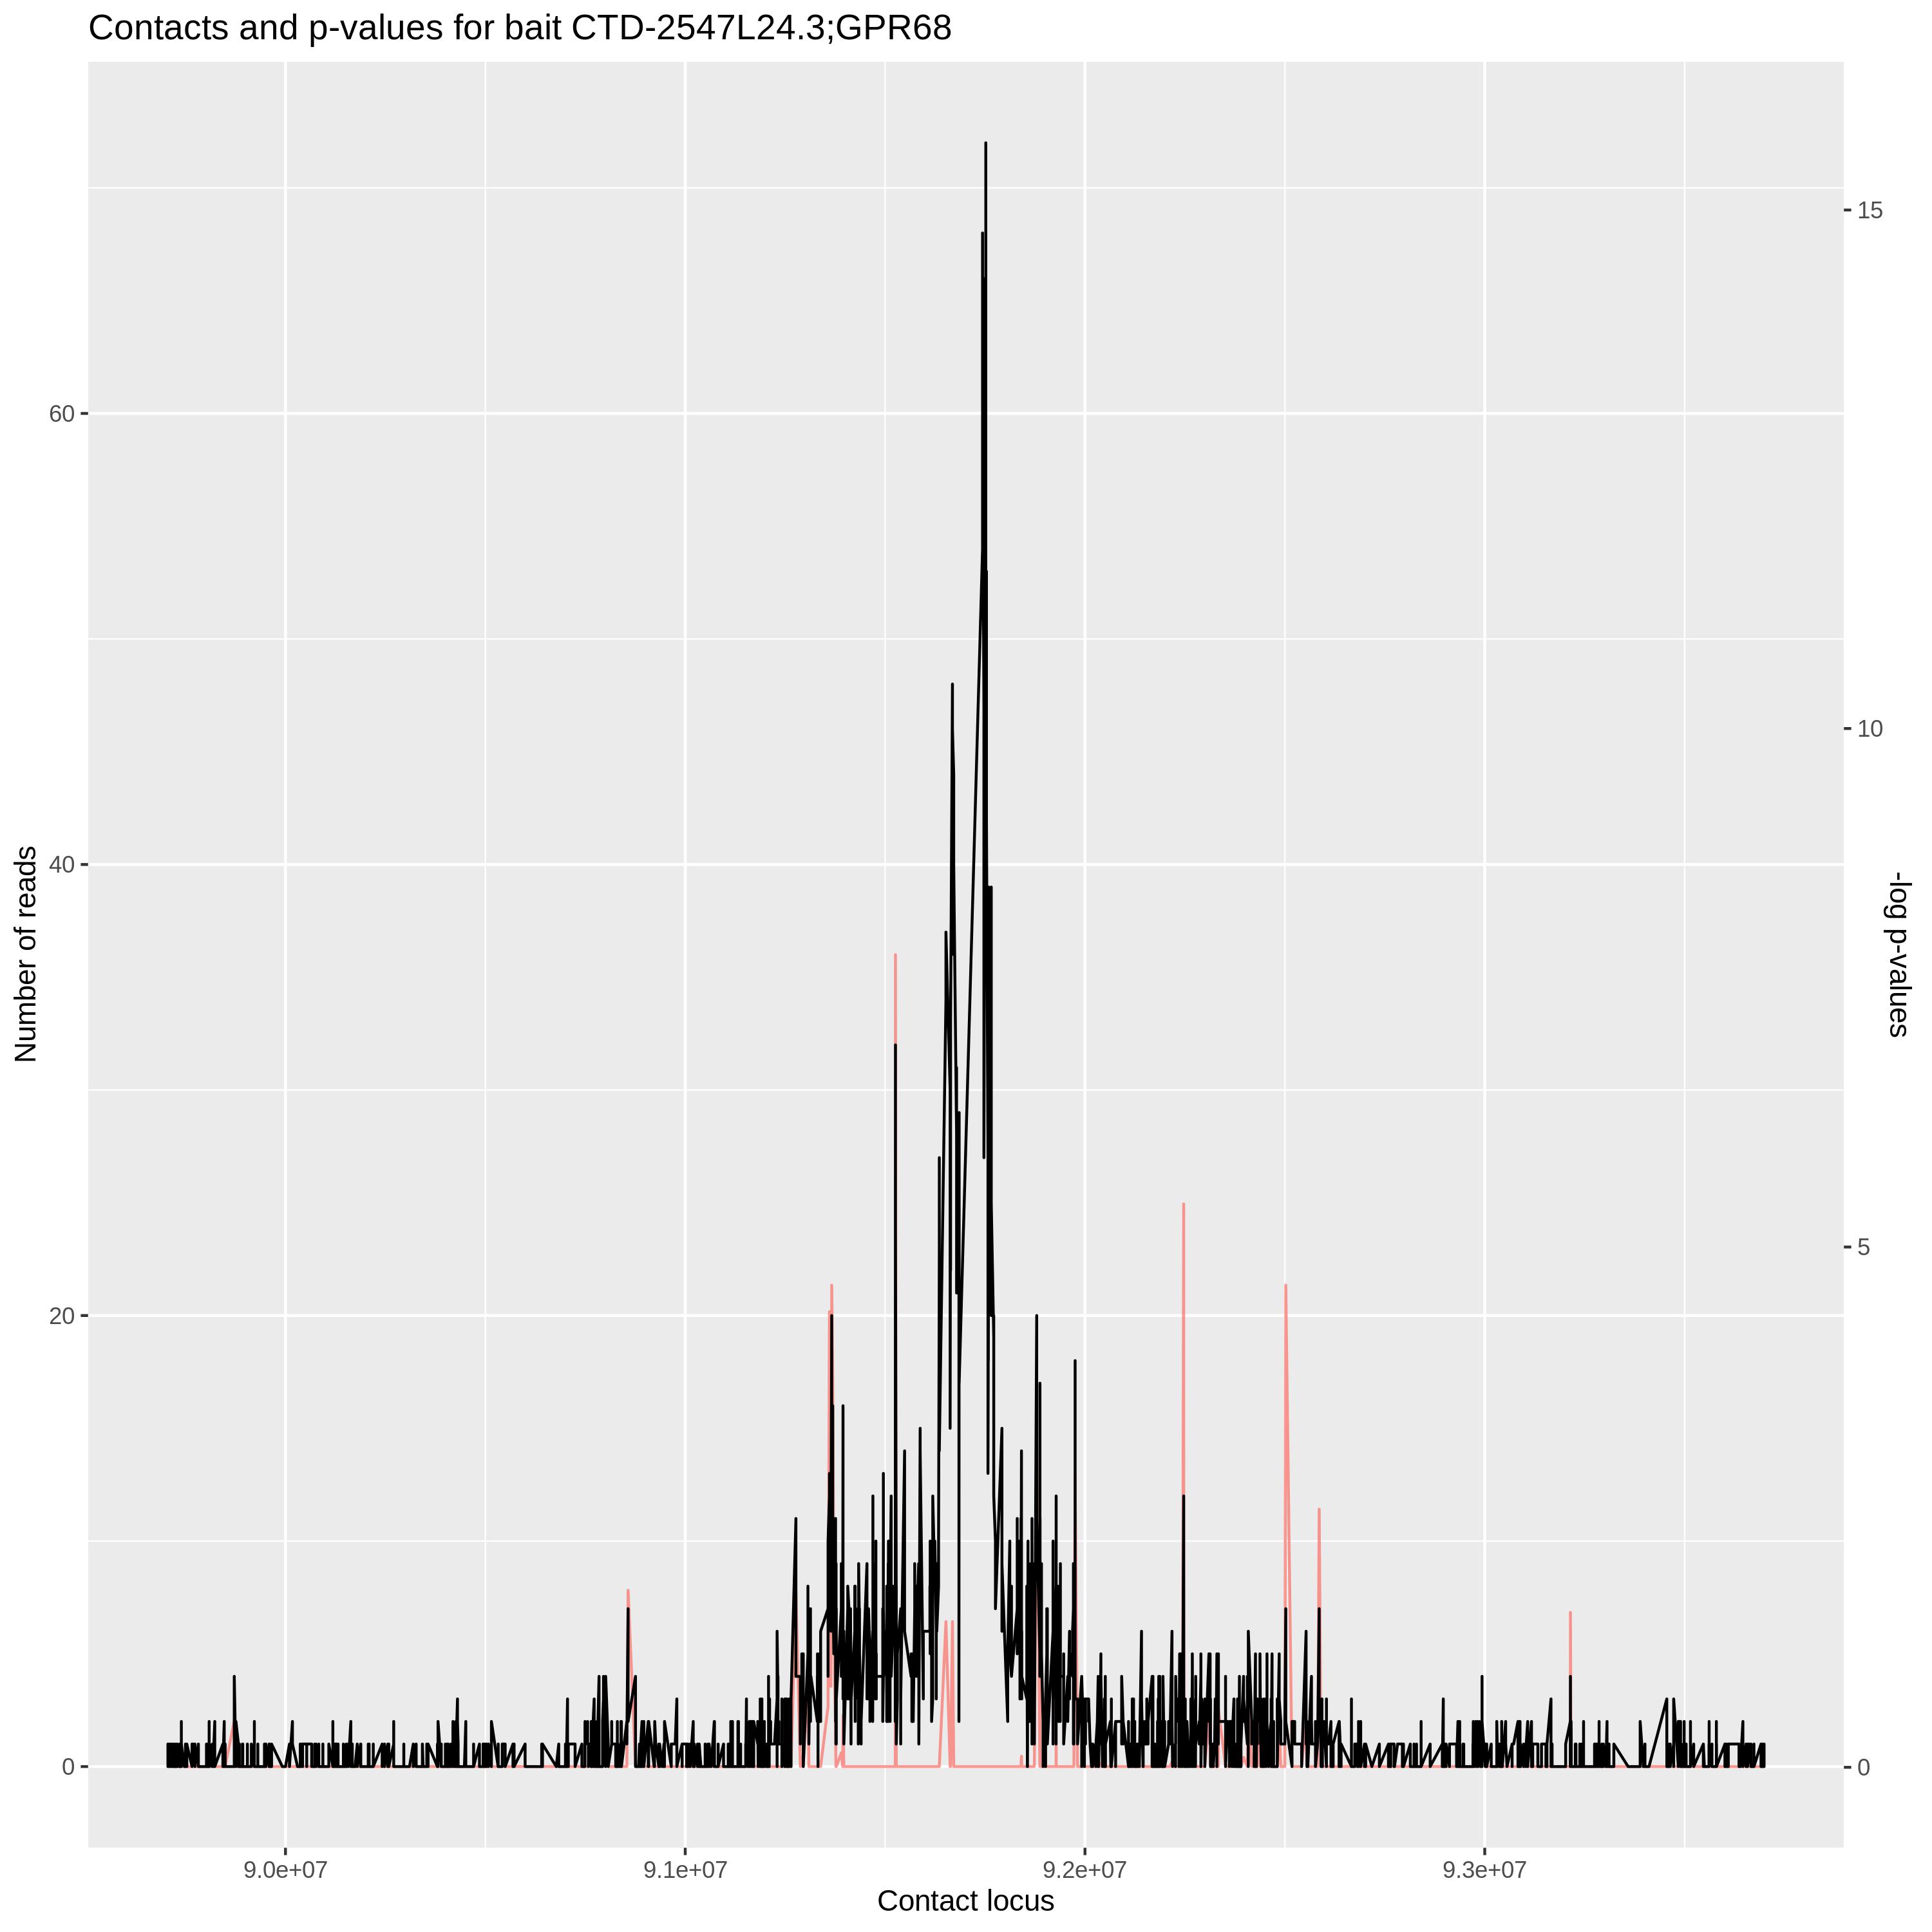 Contacts and p-values for bait CTD-2547L24.3;GPR68
Number of reads
60
40
20
0
15
10
5
0
-log p-values
9.0e+07
9.1e+07
9.2e+07
9.3e+07
Contact locus